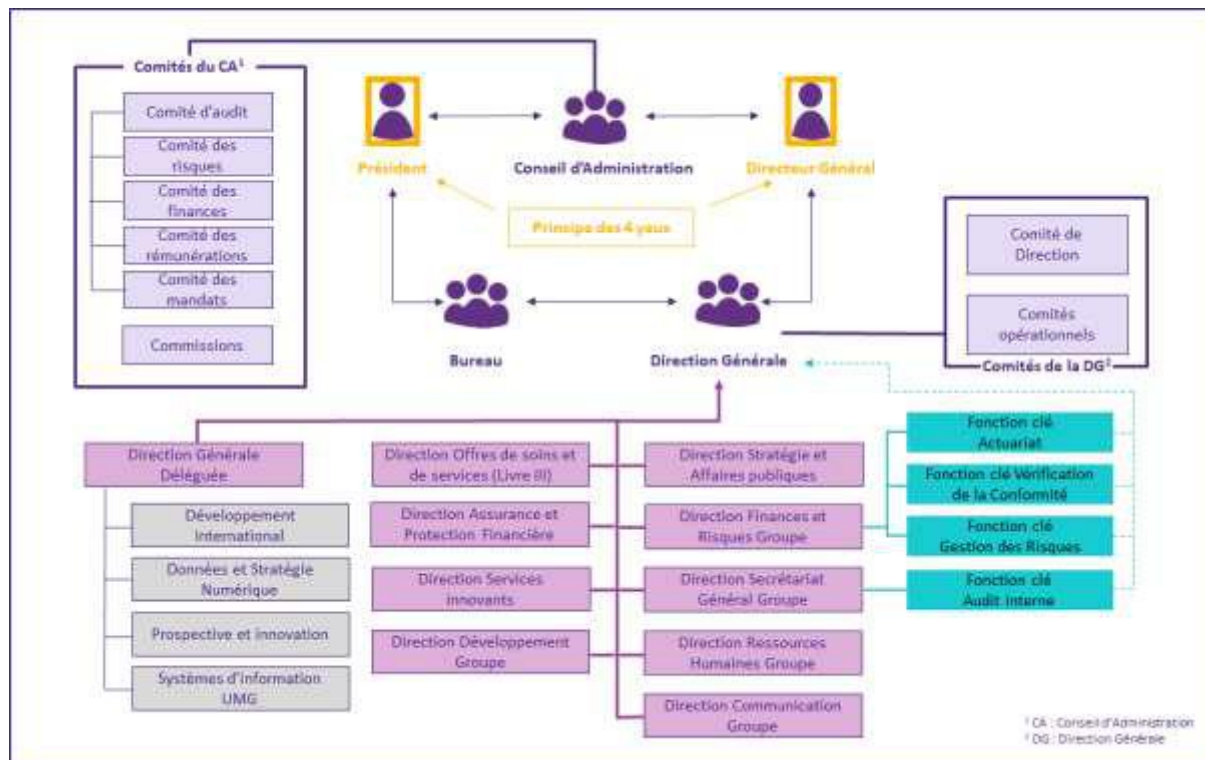 Comités du CA¹
Comité d'audit
Comité des
risques
Comité des
finances
Comité des
rémunérations
Comité des
mandats
Commissions
Président
Conseil d'Administration
Directeur Général
Principe des 4 yeux
Bureau
Direction Générale
Comité de
Direction
Comités
opérationnels
Comités de la DG²
Direction Générale
Déléguée
Développement
International
Données et Stratégie
Numérique
Prospective et innovation
Systèmes d'information
UMG
Direction Offres de soins et
de services (Livre III)
Direction Assurance et
Protection Financière
Direction Services
innovants
Direction Développement
Groupe
Direction Stratégie et
Affaires publiques
Direction Finances et
Risques Groupe
Direction Secrétariat
Général Groupe
Direction Ressources
Humaines Groupe
Direction Communication
Groupe
Fonction clé
Actuariat
Fonction clé Vérification
de la Conformité
Fonction clé
Gestion des Risques
Fonction clé
Audit interne
¹ CA : Conseil d'Administration
² DG : Direction Générale